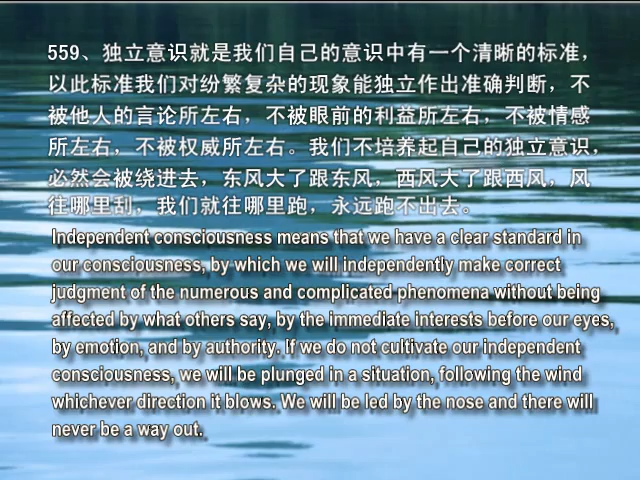 559、独立意识就是我们自己的意识中有一个清晰的标准，
以此标准我们对纷繁复杂的现象能独立作出准确判断，不
被他人的言论所左右，不被眼前的利益所左右，不被情感
所左右，不被权威所左右。我们不培养起自己的独立意识，
必然会被绕进去，东风大了跟东风，西风大了跟西风，风
往哪里刮，我们就往哪里跑，永远跑不出去。
Independent consciousness means that we have a clear standard in
our consciousness, by which we will independently make correct
judgment of the numerous and complicated phenomena without being
affected by what others say, by the immediate interests before our eyes,
by emotion, and by authority. If we do not cultivate our independent
consciousness, we will be plunged in a situation, following the wind
whichever direction it blows. We will be led by the nose and there will
never be a way out.